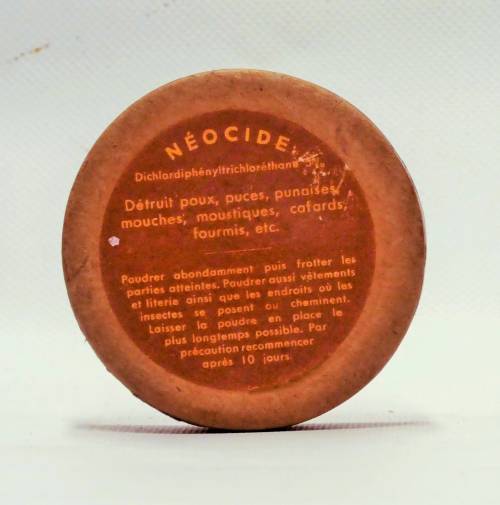 NÉOCIDE
Dichlordiphényltrichloréthane
Détruit poux, puces, punaises,
mouches, moustiques, cafards,
fourmis, etc.
Poudrer abondamment puis frotter les
parties atteintes. Poudrer aussi vêtements
et literie ainsi que les endroits où les
insectes se posent ou cheminent.
Laisser la poudre en place le
plus longtemps possible. Par
précaution recommencer
après 10 jours.